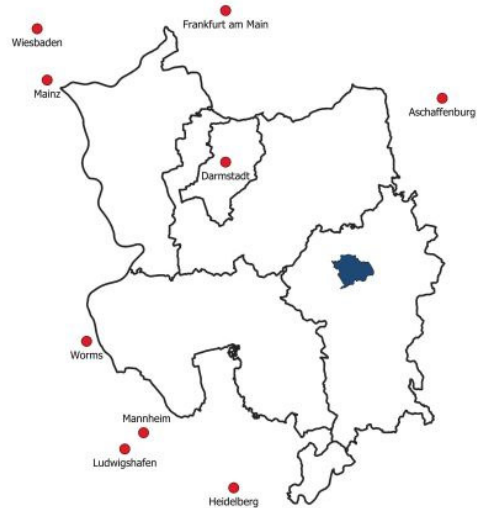 Frankfurt am Main
Wiesbaden
Mainz
Aschaffenburg
Darmstadt
Worms
Mannheim
Ludwigshafen
Heidelberg